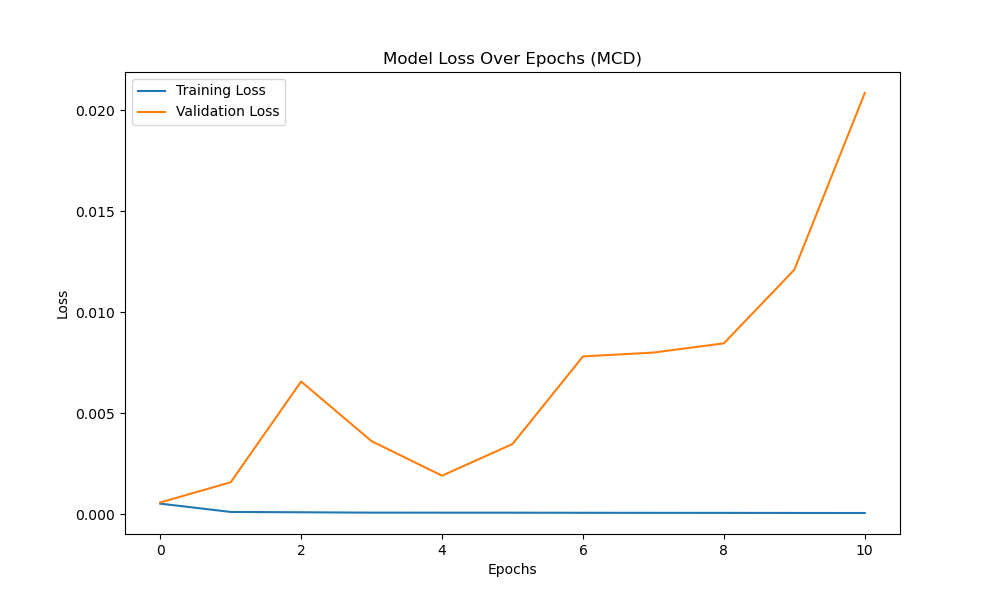 Model Loss Over Epochs (MCD)
Training Loss
Validation Loss
0.020
0.015
0.010
0.005
0.000
Loss
0 2 4 6 8 10
Epochs